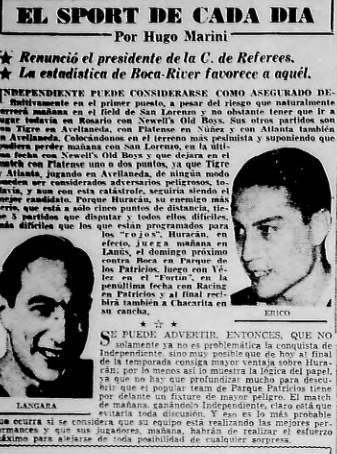 EL SPORT DE CADA DIA
Por Hugo Marini
★ Renunció el presidente de la C. de Referees.
★ La estadística de Boca-River favorece a aquél.
INDEPENDIENTE PUEDE CONSIDERARSE COMO ASEGURADO DE-
finitivamente en el primer puesto, a pesar del riesgo que naturalmente
correrá mañana en el field de San Lorenzo y no obstante tener que ir a
jugar todavía en Rosario con Newell's Old Boys. Sus otros partidos son
con Tigre en Avellaneda, con Platense en Núñez y con Atlanta también
en Avellaneda. Colocándonos en el terreno más pesimista y suponiendo que
pudiera perder mañana con San Lorenzo, en la últi-
ma fecha con Newell's Old Boys y que dejara en el
match con Platense uno o dos puntos, ya que Tigre
y Atlanta, jugando en Avellaneda, de ningún modo
pueden ser considerados adversarios peligrosos, to-
davía, y aun con esta catástrofe, seguiría siendo el
mejor candidato. Porque Huracán, su enemigo más
serio, que está a sólo cinco puntos de distancia, tie-
ne 5 partidos que disputar y todos ellos difíciles,
más difíciles que los que están programados para
los "rojos". Huracán, en
efecto, juega mañana en
Lanús, el domingo próximo
contra Boca en Parque de
los Patricios, luego con Vé-
lez en el "Fortín", en la
penúltima fecha con Racing
en Patricios y al final reci-
birá también a Chacarita en
su cancha.
ERICO
LANGARA
☆ ☆ ☆
SE PUEDE ADVERTIR, ENTONCES, QUE NO
solamente ya no es problemática la conquista de
Independiente, sino muy posible que de hoy al final
de la temporada consiga mayor ventaja sobre Hura-
cán; por lo menos así lo muestra la lógica del papel,
ya que no hay que profundizar mucho para descu-
brir que el popular team de Parque Patricios tiene
por delante un fixture de mayor peligro. El match
de mañana, ganándolo Independiente, claro está que
evitaría toda discusión. Y eso es lo más probable
que ocurra si se considera que su equipo está realizando las mejores per-
formances y que sus jugadores, mañana, habrán de realizar el esfuerzo
máximo para alejarse de toda posibilidad de cualquier sorpresa.